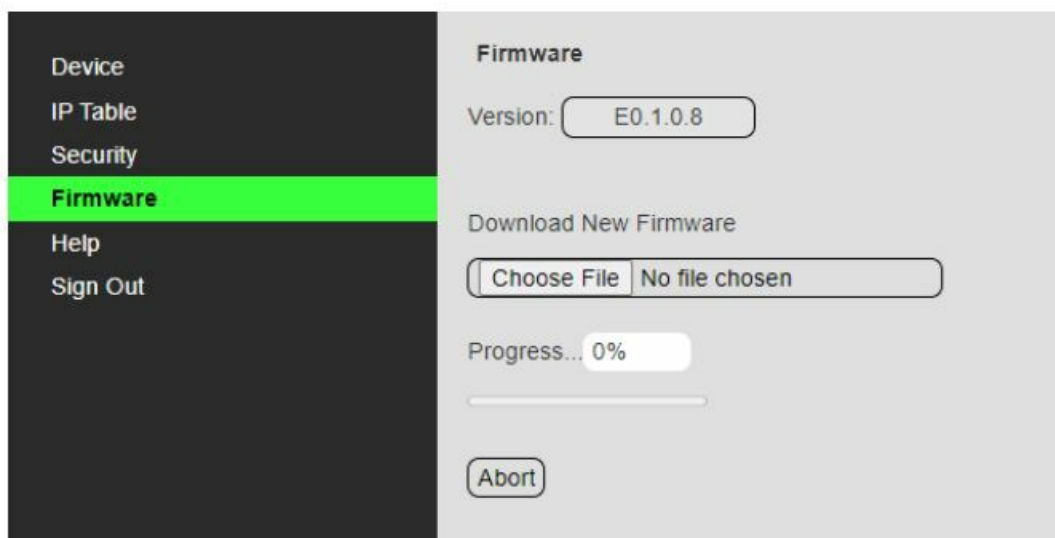 Device
IP Table
Security
Firmware
Help
Sign Out
Firmware
Version: E0.1.0.8
Download New Firmware
Choose File No file chosen
Progress... 0%
Abort